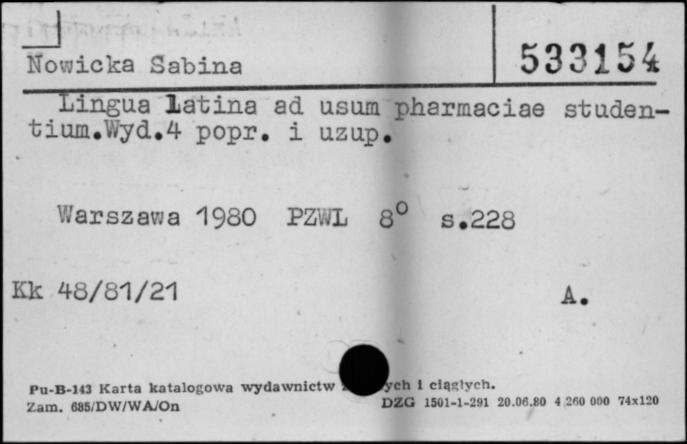 Nowicka Sabina
533154
Lingua Latina ad usum pharmaciae studen-
tium.Wyd.4 popr. i uzup.
Warszawa 1980 PZWL 8° s.228
Kk 48/81/21 A.
Pu-B-143 Karta katalogowa wydawnictw ych i ciągłych.
Zam. 685/DW/WA/On DZG 1501-1-291 20.06.80 4 260 000 74x120